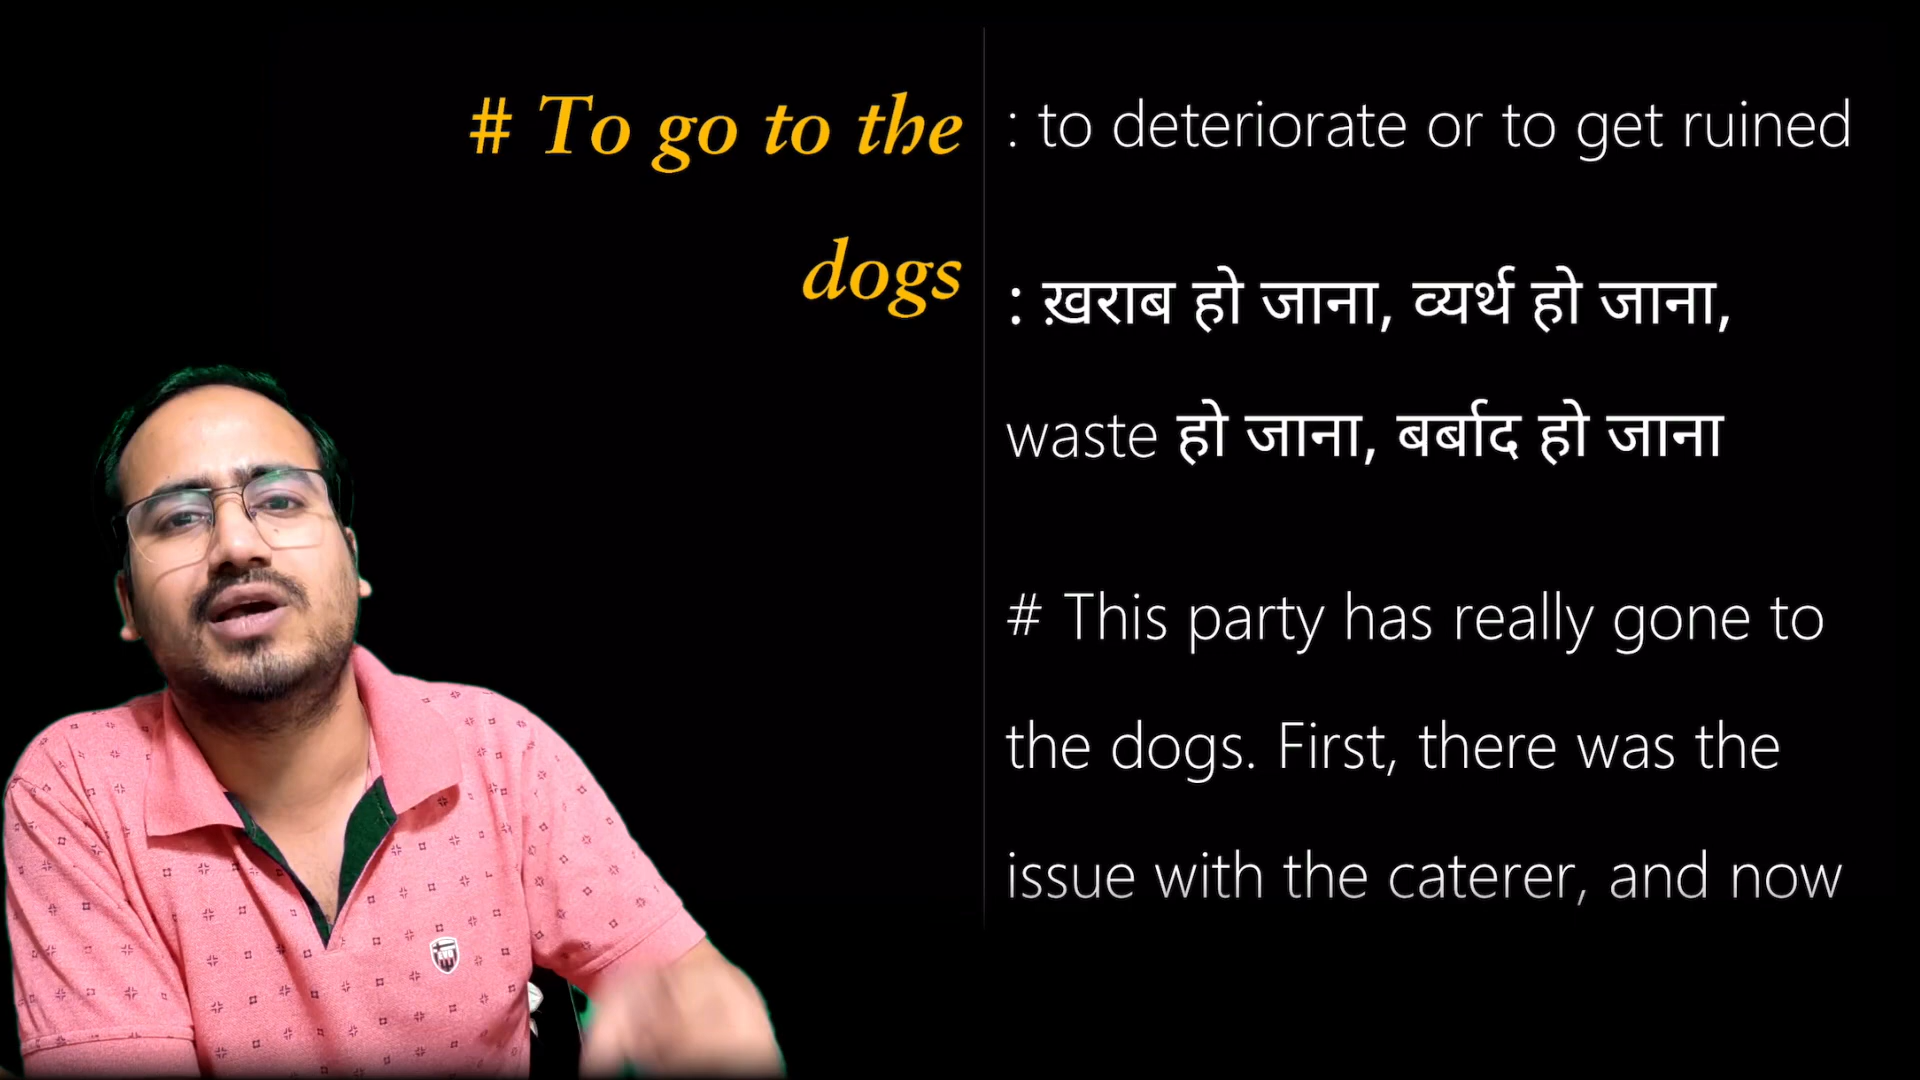 # To go to the
dogs
: to deteriorate or to get ruined
: ख़राब हो जाना, व्यर्थ हो जाना,
waste हो जाना, बर्बाद हो जाना
# This party has really gone to
the dogs. First, there was the
issue with the caterer, and now